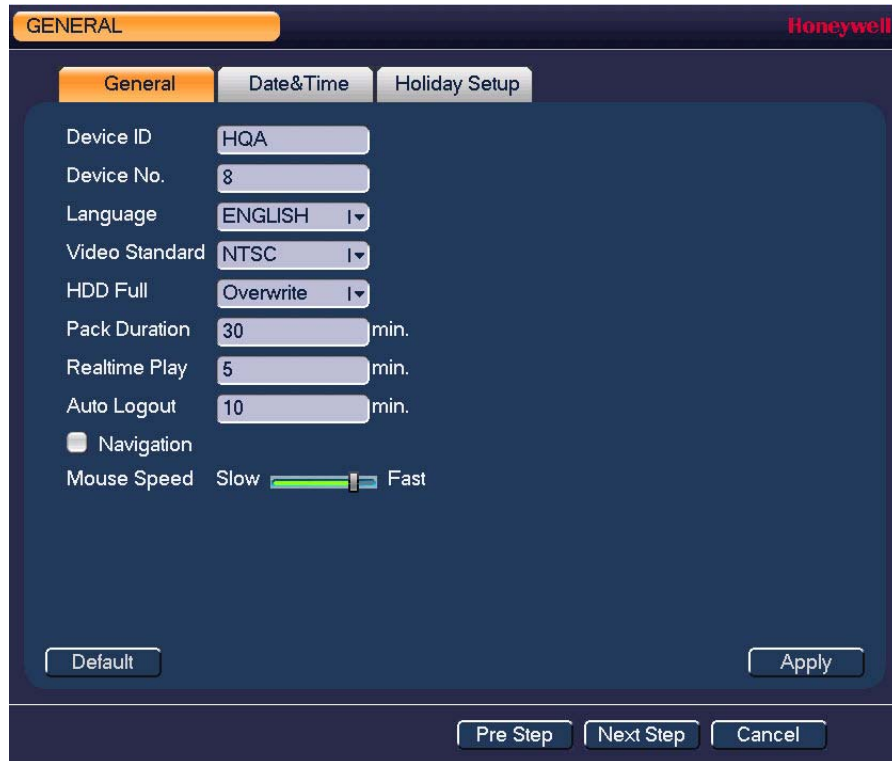 GENERAL Honeywell
General Date&Time Holiday Setup
Device ID HQA
Device No. 8
Language ENGLISH
Video Standard NTSC
HDD Full Overwrite
Pack Duration 30 min.
Realtime Play 5 min.
Auto Logout 10 min.
Navigation
Mouse Speed Slow Fast
Default Apply
Pre Step Next Step Cancel